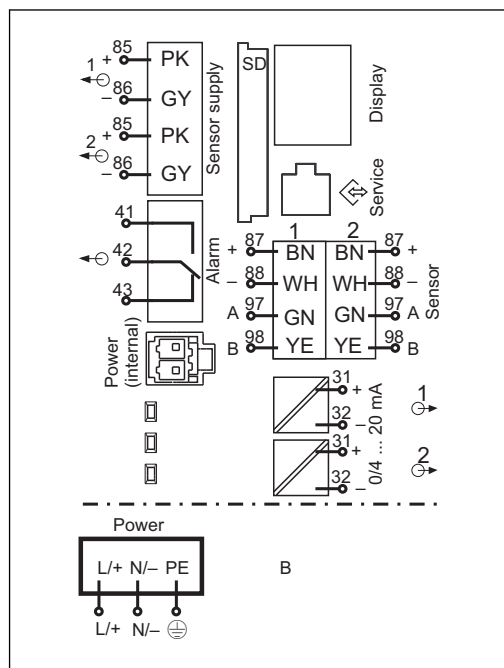 1 + 85 PK
– 86 GY
2 + 85 PK
– 86 GY
Sensor supply
SD
Display
Service
41
42
43
Alarm
1 2
+ 87 BN BN 87 +
– 88 WH WH 88 –
A 97 GN GN 97 A
B 98 YE YE 98 B
Sensor
Power
(internal)
31 +
32 –
31 +
32 –
0/4 ... 20 mA
1
2
Power
L/+ N/– PE
L/+ N/–
B